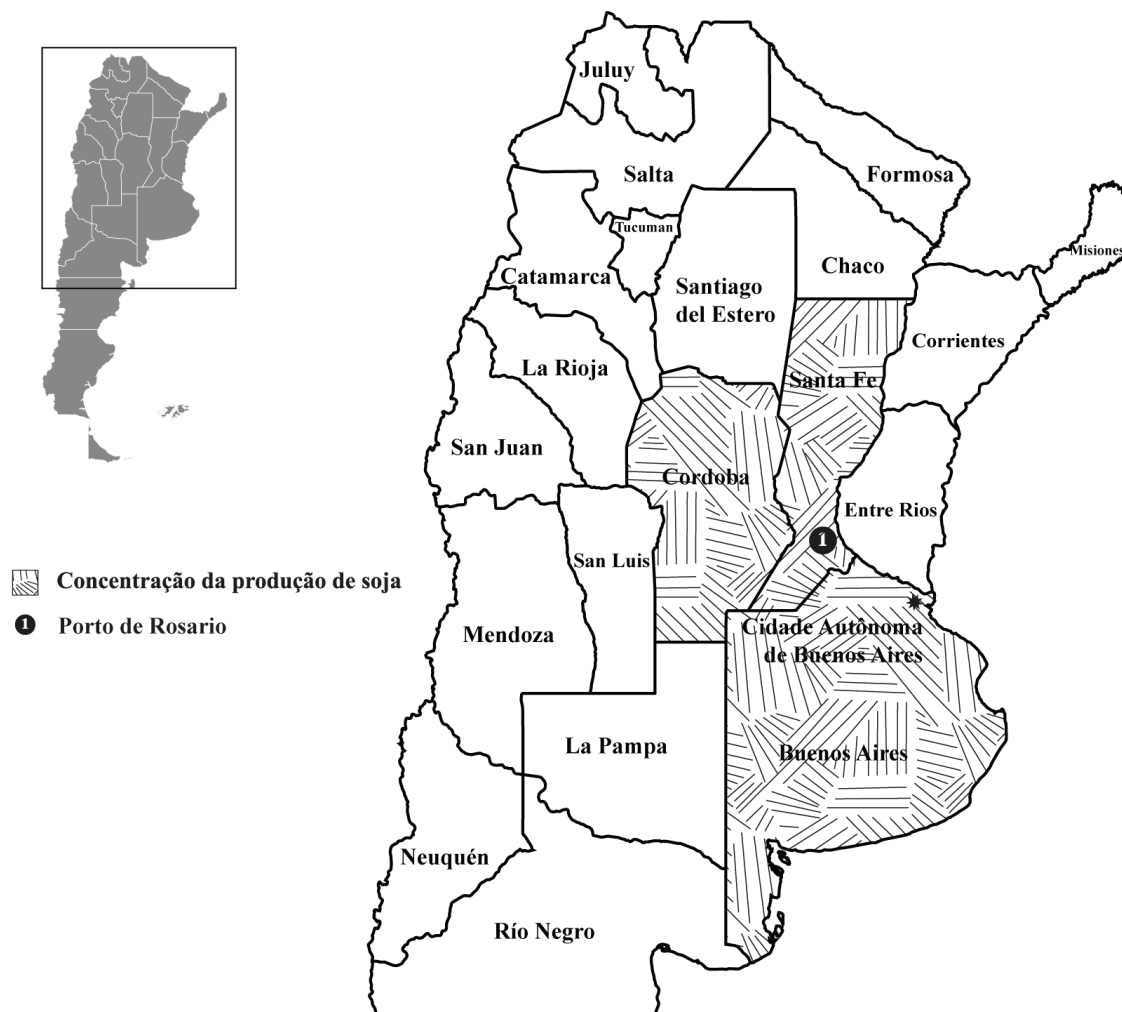 Juluy
Salta
Formosa
Tucuman
Misiones
Chaco
Catamarca
Santiago
del Estero
Corrientes
La Rioja
Santa Fe
San Juan
Cordoba
Entre Rios
1
San Luis
Concentração da produção de soja
1 Porto de Rosario
Mendoza
Cidade Autônoma
de Buenos Aires
La Pampa
Buenos Aires
Neuquén
Río Negro